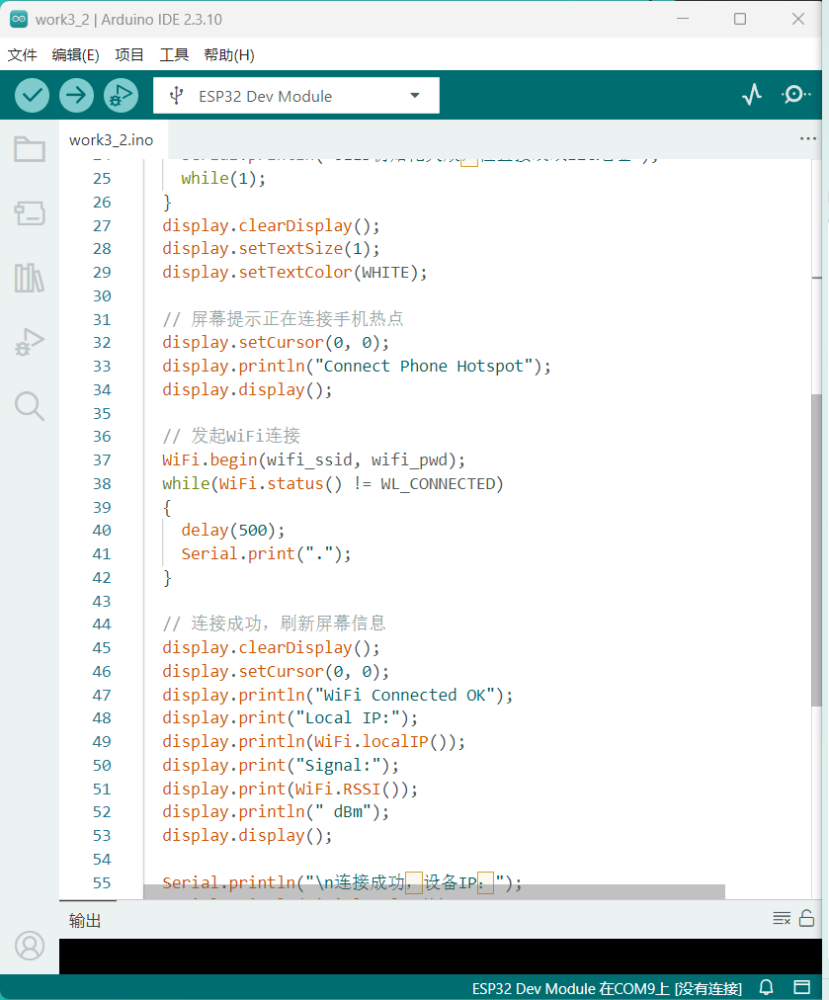 work3_2 | Arduino IDE 2.3.10
文件 编辑(E) 项目 工具 帮助(H)
ESP32 Dev Module
work3_2.ino
25 while(1);
26 }
27 display.clearDisplay();
28 display.setTextSize(1);
29 display.setTextColor(WHITE);
30
31 // 屏幕提示正在连接手机热点
32 display.setCursor(0, 0);
33 display.println("Connect Phone Hotspot");
34 display.display();
35
36 // 发起WiFi连接
37 WiFi.begin(wifi_ssid, wifi_pwd);
38 while(WiFi.status() != WL_CONNECTED)
39 {
40 delay(500);
41 Serial.print(".");
42 }
43
44 // 连接成功，刷新屏幕信息
45 display.clearDisplay();
46 display.setCursor(0, 0);
47 display.println("WiFi Connected OK");
48 display.print("Local IP:");
49 display.println(WiFi.localIP());
50 display.print("Signal:");
51 display.print(WiFi.RSSI());
52 display.println(" dBm");
53 display.display();
54
55 Serial.println("\n连接成功，设备IP：");
输出
ESP32 Dev Module 在COM9上 [没有连接]